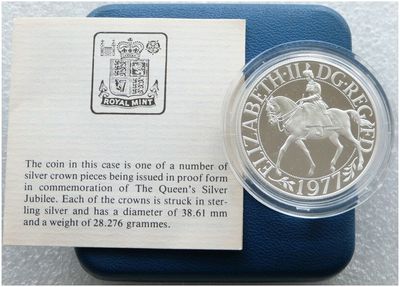 ROYAL MINT
The coin in this case is one of a number of
silver crown pieces being issued in proof form
in commemoration of The Queen's Silver
Jubilee. Each of the crowns is struck in ster-
ling silver and has a diameter of 38.61 mm
and a weight of 28.276 grammes.
ELIZABETH·II DG·REG FD
1977